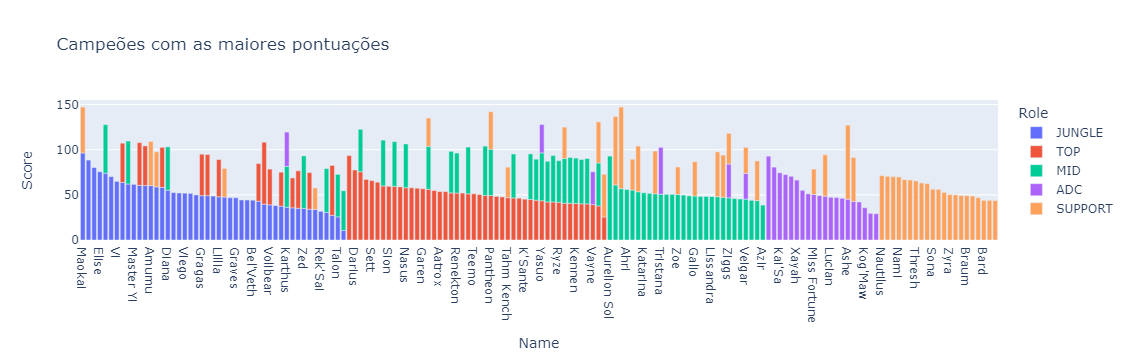 Campeões com as maiores pontuações
Role
JUNGLE
TOP
MID
ADC
SUPPORT
Score
150
100
50
0
Maokai
Elise
Vi
Master Yi
Amumu
Diana
Viego
Gragas
Lillia
Graves
Bel'Veth
Volibear
Karthus
Zed
Rek'Sai
Talon
Darius
Sett
Sion
Nasus
Garen
Aatrox
Renekton
Teemo
Pantheon
Tahm Kench
K'Sante
Yasuo
Ryze
Kennen
Vayne
Aurelion Sol
Ahri
Katarina
Tristana
Zoe
Galio
Lissandra
Ziggs
Veigar
Azir
Kai'Sa
Xayah
Miss Fortune
Lucian
Ashe
Kog'Maw
Nautilus
Nami
Thresh
Sona
Zyra
Braum
Bard
Name